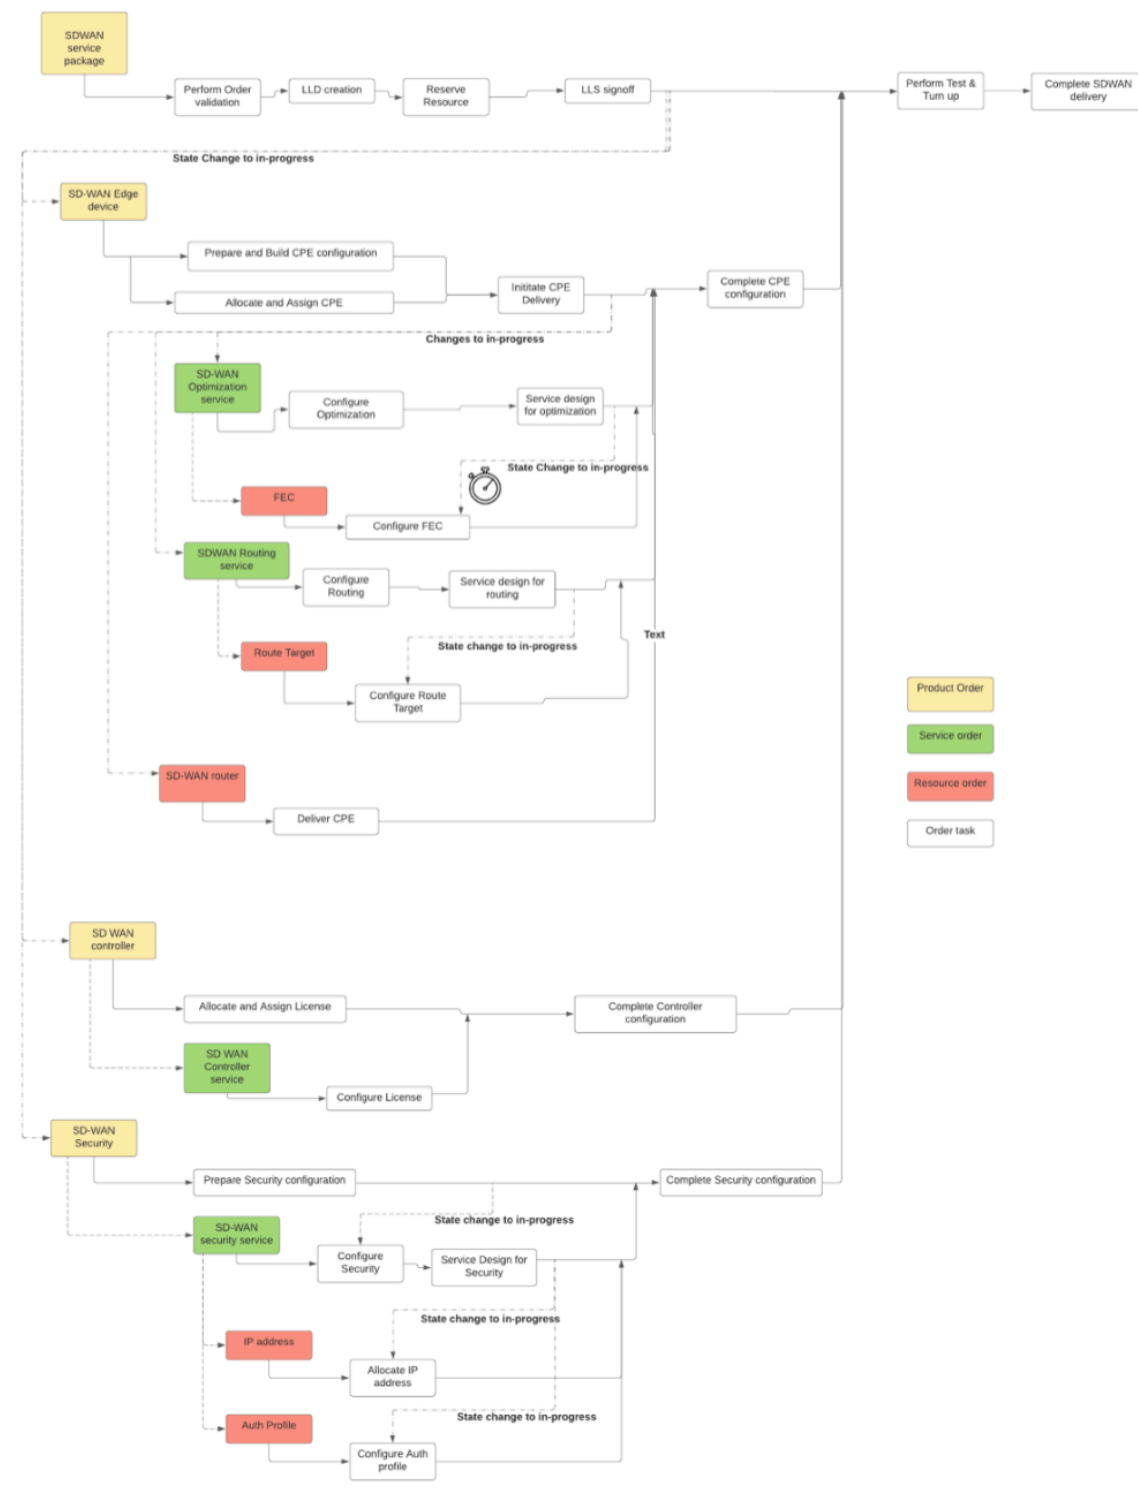 SDWAN
service
package
Perform Order
validation
LLD creation
Reserve
Resource
LLS signoff
Perform Test &
Turn up
Complete SDWAN
delivery
State Change to in-progress
SD-WAN Edge
device
Prepare and Build CPE configuration
Allocate and Assign CPE
Inititate CPE
Delivery
Complete CPE
configuration
Changes to in-progress
SD-WAN
Optimization
service
Configure
Optimization
Service design
for optimization
State Change to in-progress
FEC
Configure FEC
SDWAN Routing
service
Configure
Routing
Service design for
routing
Text
State change to in-progress
Route Target
Configure Route
Target
Product Order
Service order
Resource order
Order task
SD-WAN router
Deliver CPE
SD WAN
controller
Allocate and Assign License
Complete Controller
configuration
SD WAN
Controller
service
Configure License
SD-WAN
Security
Prepare Security configuration
Complete Security configuration
State change to in-progress
SD-WAN
security service
Configure
Security
Service Design for
Security
State change to in-progress
IP address
Allocate IP
address
State change to in-progress
Auth Profile
Configure Auth
profile